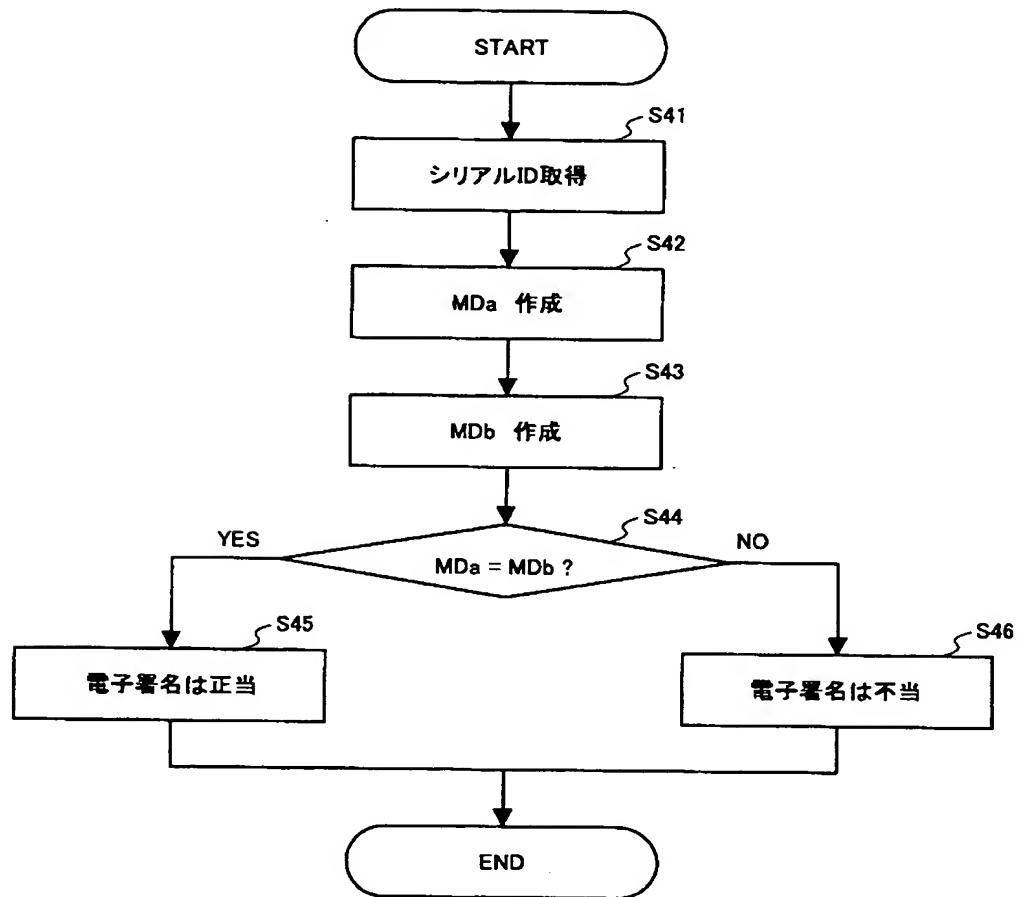 START
S41
シリアルID取得
S42
MDa 作成
S43
MDb 作成
S44
YES
MDa = MDb ?
NO
S45
電子署名は正当
S46
電子署名は不当
END